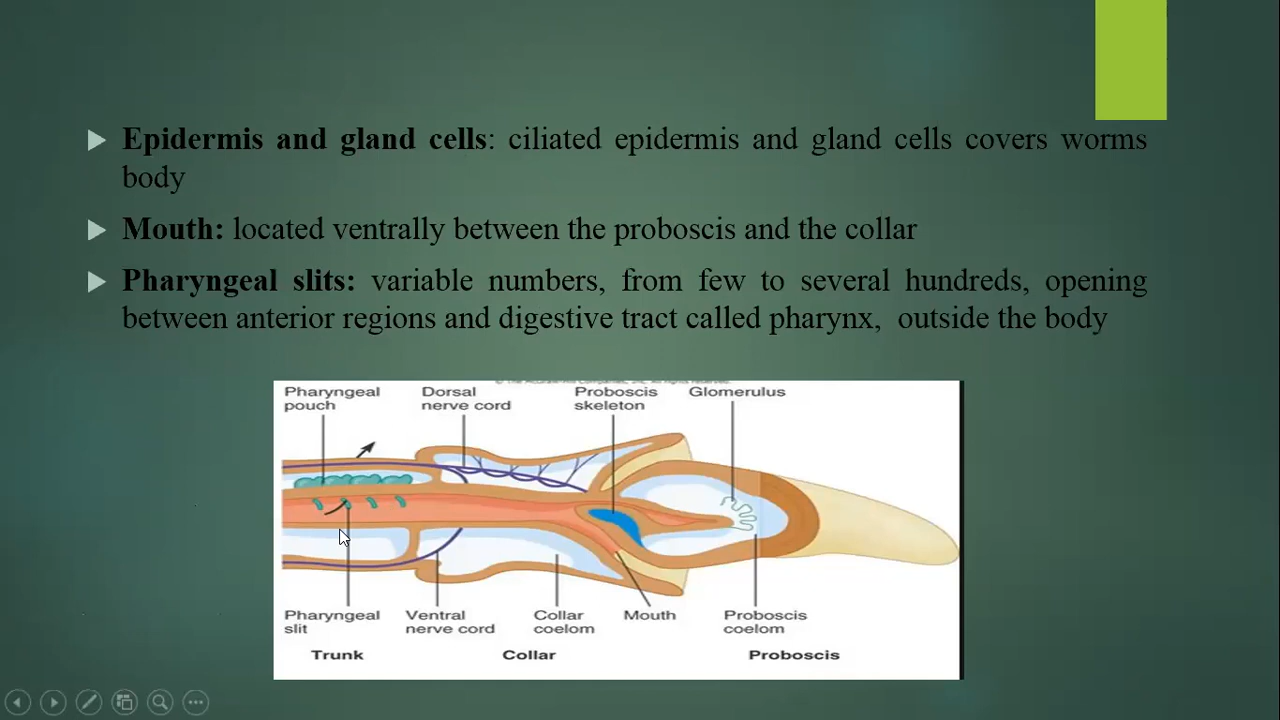 Epidermis and gland cells: ciliated epidermis and gland cells covers worms
body
Mouth: located ventrally between the proboscis and the collar
Pharyngeal slits: variable numbers, from few to several hundreds, opening
between anterior regions and digestive tract called pharynx, outside the body
Pharyngeal
pouch
Dorsal
nerve cord
Proboscis
skeleton
Glomerulus
Pharyngeal
slit
Ventral
nerve cord
Collar
coelom
Mouth
Proboscis
coelom
Trunk
Collar
Proboscis